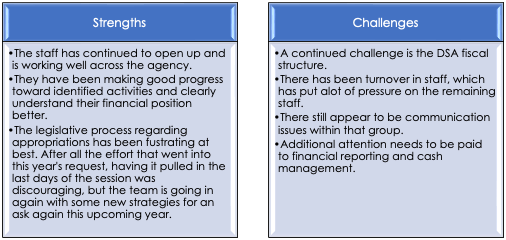 Strengths
•The staff has continued to open up and
is working well across the agency.
•They have been making good progress
toward identified activities and clearly
understand their financial position
better.
•The legislative process regarding
appropriations has been fustrating at
best. After all the effort that went into
this year's request, having it pulled in the
last days of the session was
discouraging, but the team is going in
again with some new strategies for an
ask again this upcoming year.
Challenges
•A continued challenge is the DSA fiscal
structure.
•There has been turnover in staff, which
has put alot of pressure on the remaining
staff.
•There still appear to be communication
issues within that group.
•Additional attention needs to be paid
to financial reporting and cash
management.